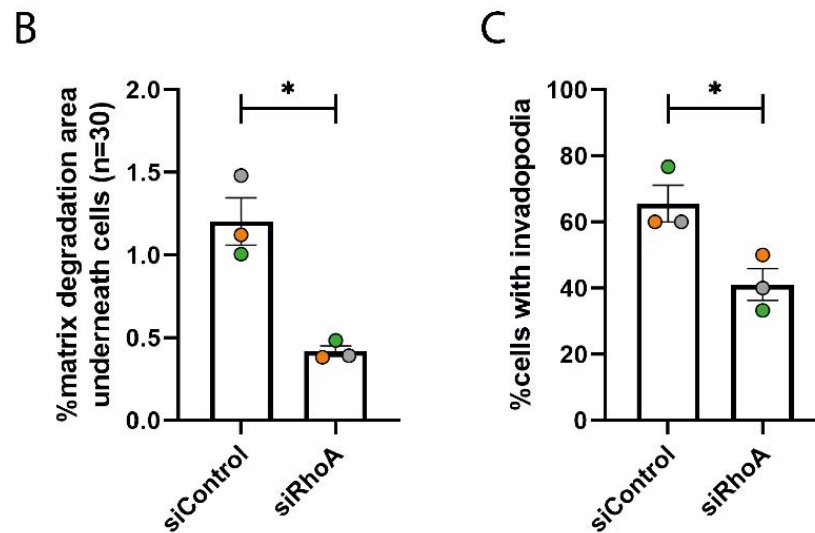 B
%matrix degradation area
underneath cells (n=30)
2.0
1.5
1.0
0.5
0.0
*
siControl
siRhoA
C
%cells with invadopodia
100
80
60
40
20
0
*
siControl
siRhoA